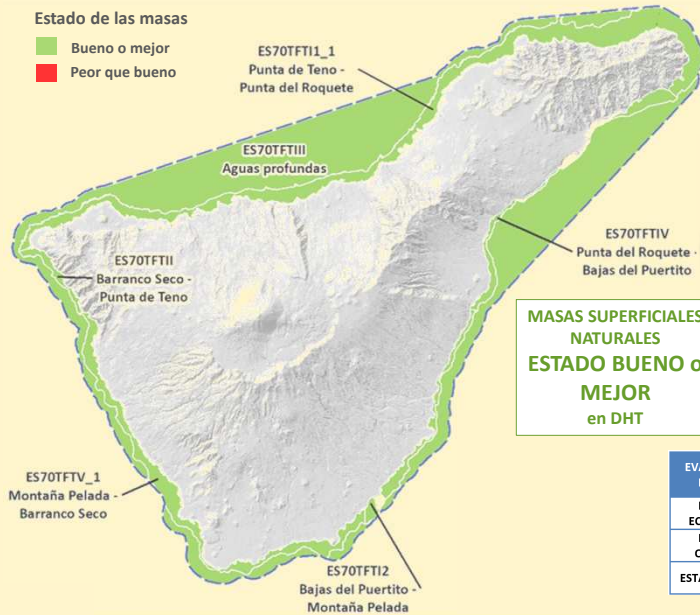 Estado de las masas
Bueno o mejor
Peor que bueno
ES70TFTI1_1
Punta de Teno -
Punta del Roquete
ES70TFTIII
Aguas profundas
ES70TFTII
Barranco Seco -
Punta de Teno
ES70TFTIV
Punta del Roquete -
Bajas del Puertito
MASAS SUPERFICIALES
NATURALES
ESTADO BUENO o
MEJOR
en DHT
ES70TFTV_1
Montaña Pelada -
Barranco Seco
ES70TFTI2
Bajas del Puertito -
Montaña Pelada